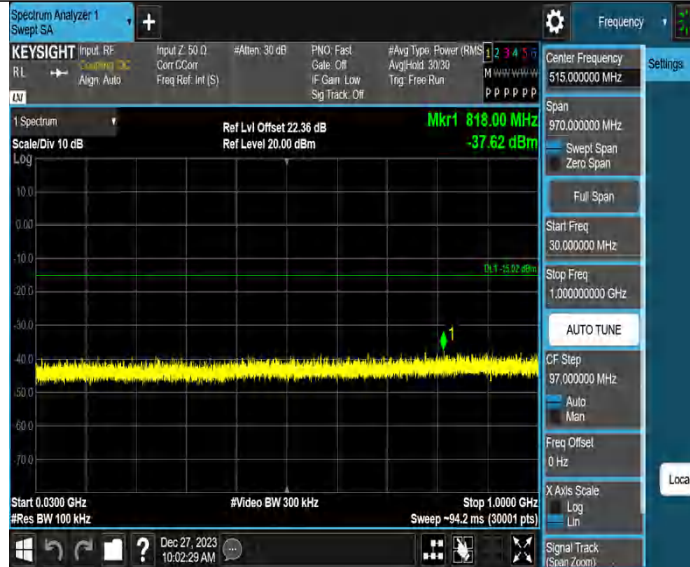 Spectrum Analyzer 1
Swept SA
+
Frequency
KEYSIGHT
Input: RF
Input Z: 50 Ω
#Atten: 30 dB
PNO: Fast
#Avg Type: Power (RMS
1 2 3 4 5 6
RL
Coupling: DC
Corr CCorr
Gate: Off
Avg|Hold: 30/30
M W W W W W
Align: Auto
Freq Ref: Int (S)
IF Gain: Low
Trig: Free Run
Sig Track: Off
P P P P P P
LXI
1 Spectrum
Ref Lvl Offset 22.36 dB
Mkr1 818.00 MHz
Scale/Div 10 dB
Ref Level 20.00 dBm
-37.62 dBm
Log
10.0
0.00
-10.0
DL1 -15.02 dBm
-20.0
-30.0
1
-40.0
-50.0
-60.0
-70.0
Start 0.0300 GHz
#Video BW 300 kHz
Stop 1.0000 GHz
#Res BW 100 kHz
Sweep ~94.2 ms (30001 pts)
?
Dec 27, 2023
10:02:29 AM
Center Frequency
515.000000 MHz
Settings
Span
970.000000 MHz
Swept Span
Zero Span
Full Span
Start Freq
30.000000 MHz
Stop Freq
1.000000000 GHz
AUTO TUNE
CF Step
97.000000 MHz
Auto
Man
Freq Offset
0 Hz
Loca
X Axis Scale
Log
Lin
Signal Track
(Span Zoom)